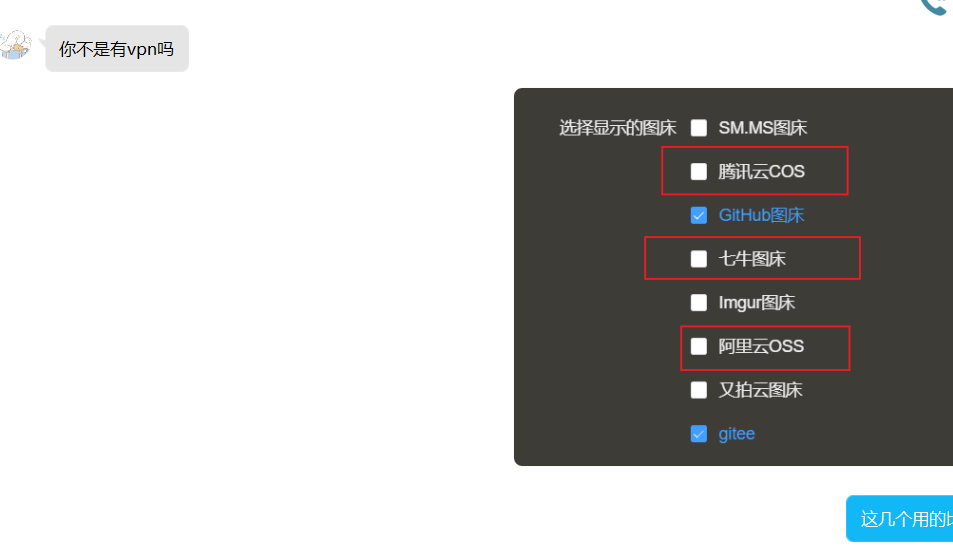 你不是有vpn吗
选择显示的图床 SM.MS图床
腾讯云COS
GitHub图床
七牛图床
Imgur图床
阿里云OSS
又拍云图床
gitee
这几个用的